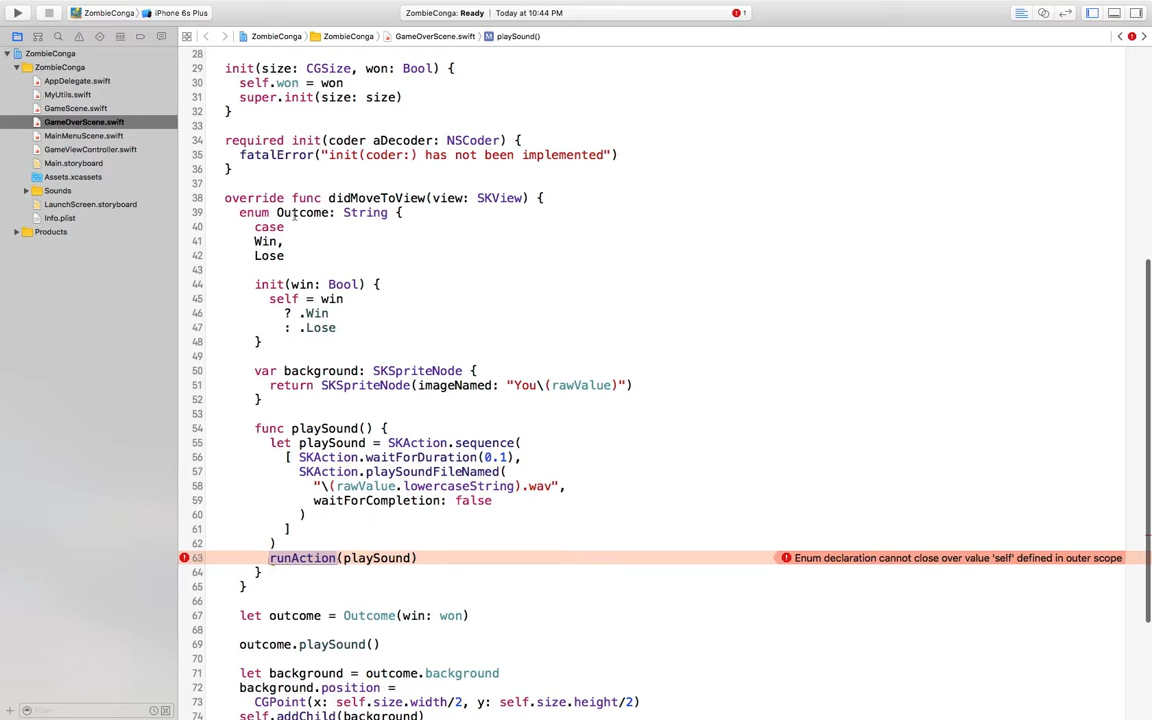 ZombieConga iPhone 6s Plus ZombieConga: Ready Today at 10:44 PM 1
ZombieConga ZombieConga GameOverScene.swift M playSound()
ZombieConga
ZombieConga
AppDelegate.swift
MyUtils.swift
GameScene.swift
GameOverScene.swift
MainMenuScene.swift
GameViewController.swift
Main.storyboard
Assets.xcassets
Sounds
LaunchScreen.storyboard
Info.plist
Products
Filter
28
29 init(size: CGSize, won: Bool) {
30 self.won = won
31 super.init(size: size)
32 }
33
34 required init(coder aDecoder: NSCoder) {
35 fatalError("init(coder:) has not been implemented")
36 }
37
38 override func didMoveToView(view: SKView) {
39 enum Outcome: String {
40 case
41 Win,
42 Lose
43
44 init(win: Bool) {
45 self = win
46 ? .Win
47 : .Lose
48 }
49
50 var background: SKSpriteNode {
51 return SKSpriteNode(imageNamed: "You\(rawValue)")
52 }
53
54 func playSound() {
55 let playSound = SKAction.sequence(
56 [ SKAction.waitForDuration(0.1),
57 SKAction.playSoundFileNamed(
58 "\(rawValue.lowercaseString).wav",
59 waitForCompletion: false
60 )
61 ]
62 )
63 runAction(playSound) Enum declaration cannot close over value 'self' defined in outer scope
64 }
65 }
66
67 let outcome = Outcome(win: won)
68
69 outcome.playSound()
70
71 let background = outcome.background
72 background.position =
73 CGPoint(x: self.size.width/2, y: self.size.height/2)
74 self.addChild(background)